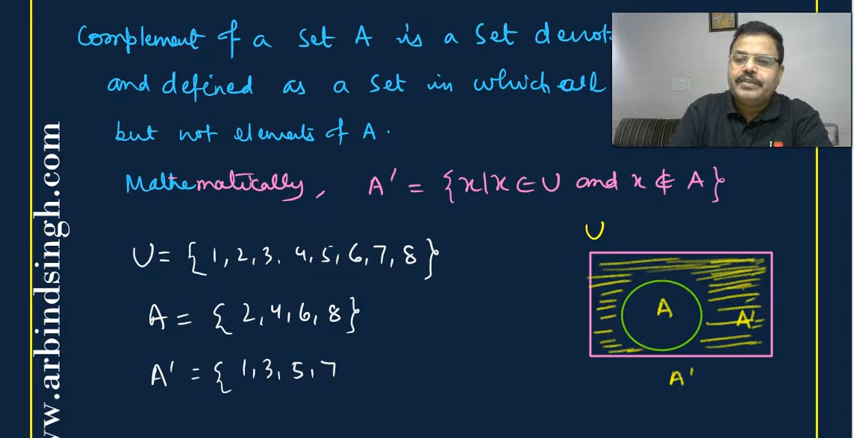 Complement of a set A is a set denot
and defined as a set in which all
but not elements of A.
Mathematically, A' = {x|x ∈ U and x ∉ A}
U = {1, 2, 3, 4, 5, 6, 7, 8}
A = {2, 4, 6, 8}
A' = {1, 3, 5, 7
U
A
A'
A'
ww.arbindsingh.com